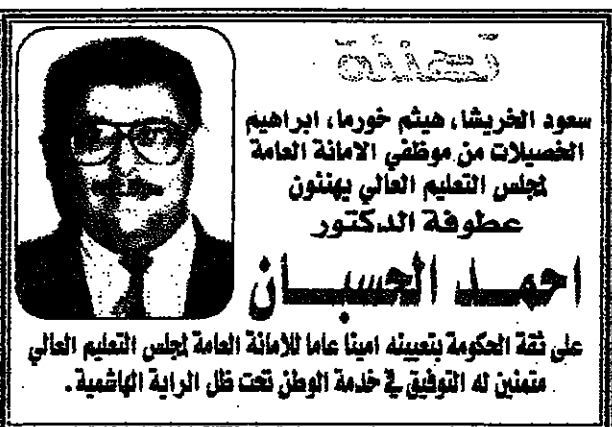 تهنئة
سعود الخريشا، هيثم خورما، ابراهيم
الخصيلات من موظفي الامانة العامة
لمجلس التعليم العالي يهنئون
عطوفة الدكتور
احمد الحسبان
على ثقة الحكومة بتعيينه امينا عاما للامانة العامة لمجلس التعليم العالي
متمنين له التوفيق في خدمة الوطن تحت ظل الراية الهاشمية.